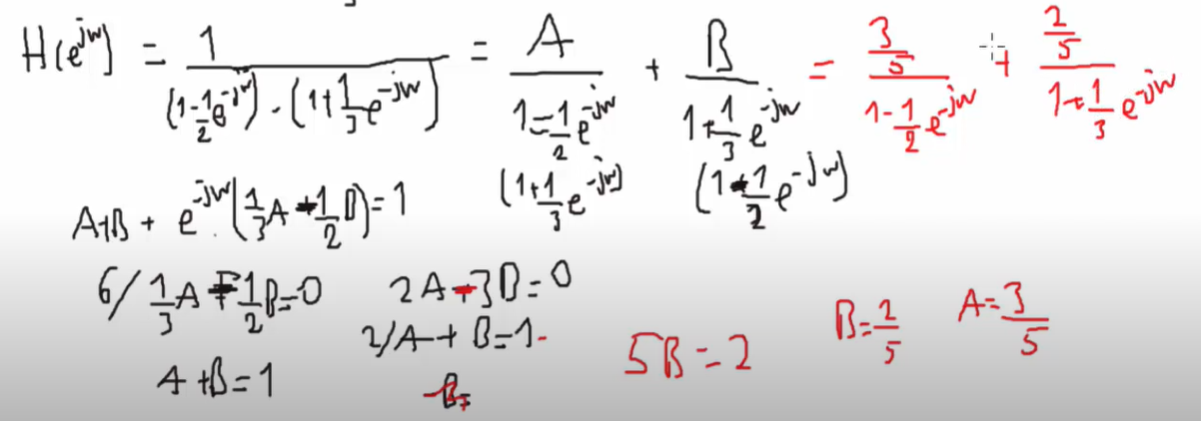 H(e^{jw}) = 1/((1-1/2 e^{-jw}) · (1+1/3 e^{-jw})) = A/(1-1/2 e^{-jw}) + B/(1+1/3 e^{-jw}) = 3/5/(1-1/2 e^{-jw}) + 2/5/(1+1/3 e^{-jw})
(1+1/3 e^{-jw}) (1-1/2 e^{-jw})
A+B + e^{-jw}(1/3 A - 1/2 B) = 1
6/ 1/3 A - 1/2 B = 0 2A - 3B = 0
2/A + B = 1 B = 2/5 A = 3/5
A + B = 1 5B = 2